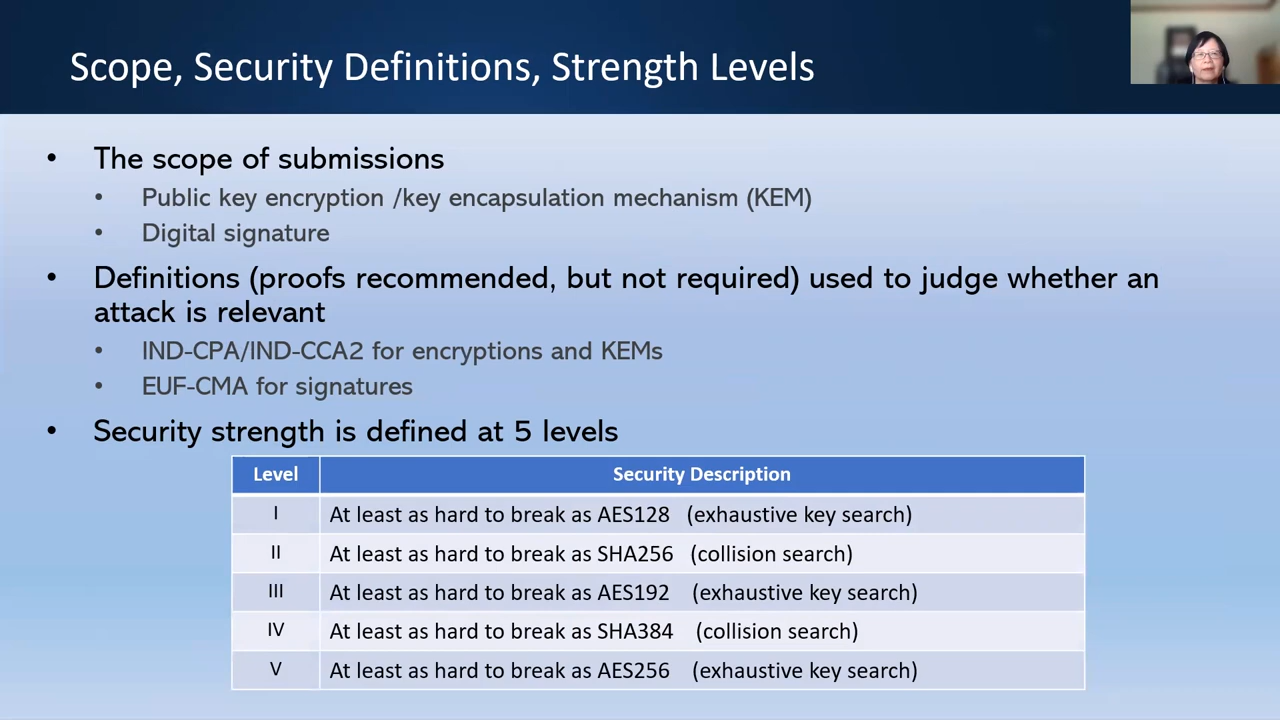 Scope, Security Definitions, Strength Levels
• The scope of submissions
• Public key encryption /key encapsulation mechanism (KEM)
• Digital signature
• Definitions (proofs recommended, but not required) used to judge whether an
attack is relevant
• IND-CPA/IND-CCA2 for encryptions and KEMs
• EUF-CMA for signatures
• Security strength is defined at 5 levels
Level Security Description
I At least as hard to break as AES128 (exhaustive key search)
II At least as hard to break as SHA256 (collision search)
III At least as hard to break as AES192 (exhaustive key search)
IV At least as hard to break as SHA384 (collision search)
V At least as hard to break as AES256 (exhaustive key search)